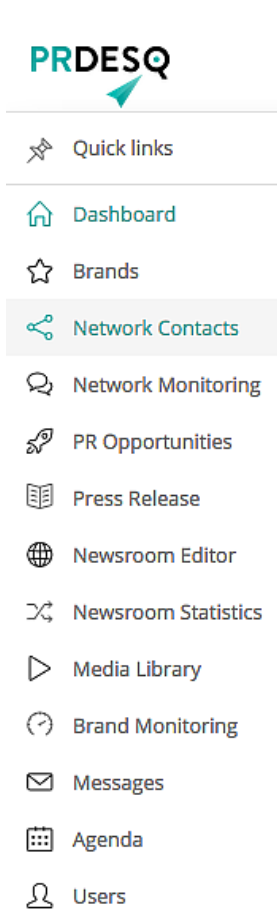 PRDESQ
Quick links
Dashboard
Brands
Network Contacts
Network Monitoring
PR Opportunities
Press Release
Newsroom Editor
Newsroom Statistics
Media Library
Brand Monitoring
Messages
Agenda
Users